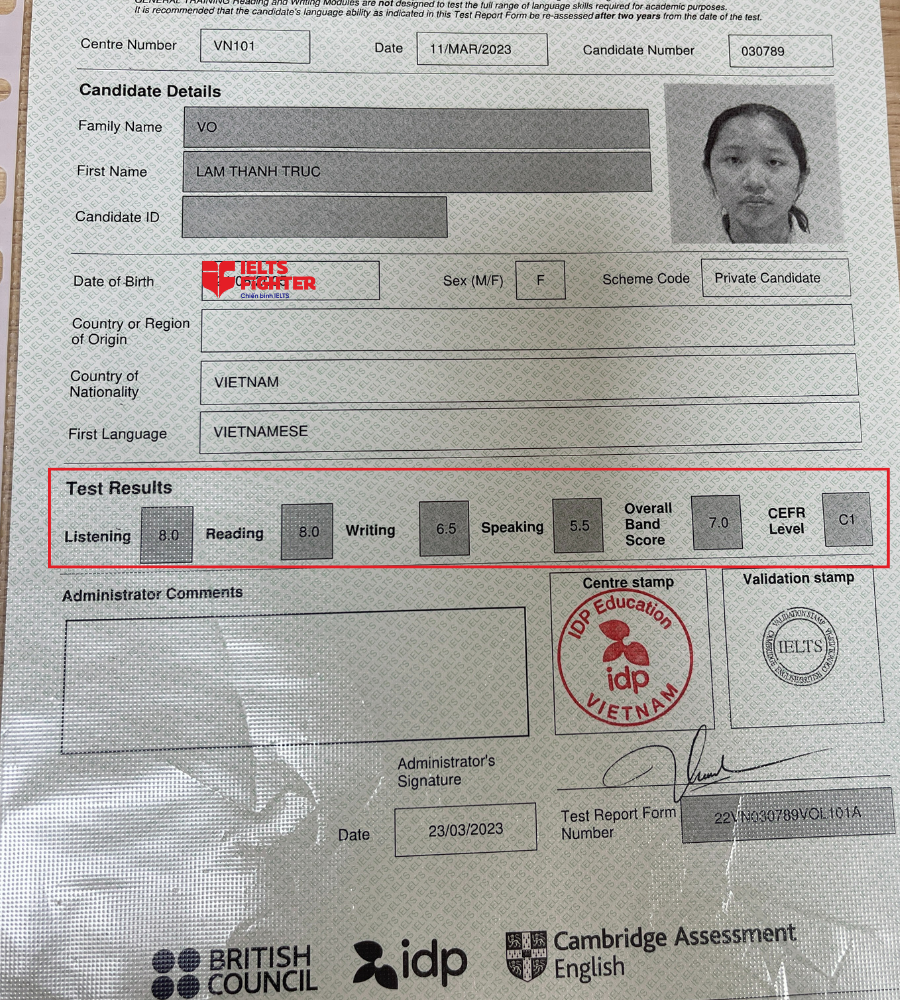 GENERAL TRAINING Reading and Writing Modules are not designed to test the full range of language skills required for academic purposes.
It is recommended that the candidate's language ability as indicated in this Test Report Form be re-assessed after two years from the date of the test.
Centre Number VN101 Date 11/MAR/2023 Candidate Number 030789
Candidate Details
Family Name VO
First Name LAM THANH TRUC
Candidate ID
Date of Birth Sex (M/F) F Scheme Code Private Candidate
IELTS
FIGHTER
Chiến binh IELTS
Country or Region
of Origin
Country of
Nationality
VIETNAM
First Language VIETNAMESE
Test Results
Listening 8.0 Reading 8.0 Writing 6.5 Speaking 5.5 Overall Band Score 7.0 CEFR Level C1
Administrator Comments
Centre stamp
Validation stamp
IDP Education
idp
VIETNAM
IELTS
Administrator's
Signature
Date 23/03/2023
Test Report Form
Number
22VN030789VOL101A
BRITISH
COUNCIL
idp
Cambridge Assessment
English